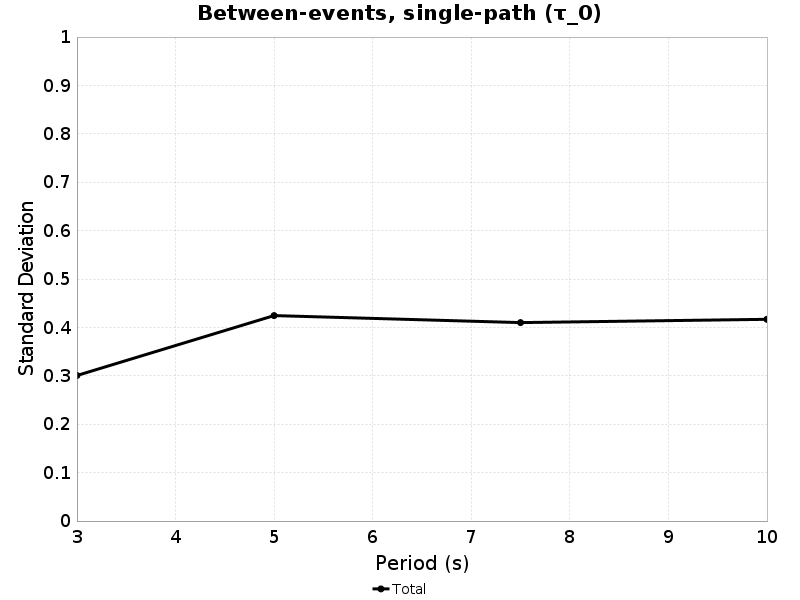 Between-events, single-path (τ_0)
1
0.9
0.8
0.7
0.6
0.5
0.4
0.3
0.2
0.1
0
Standard Deviation
3 4 5 6 7 8 9 10
Period (s)
Total